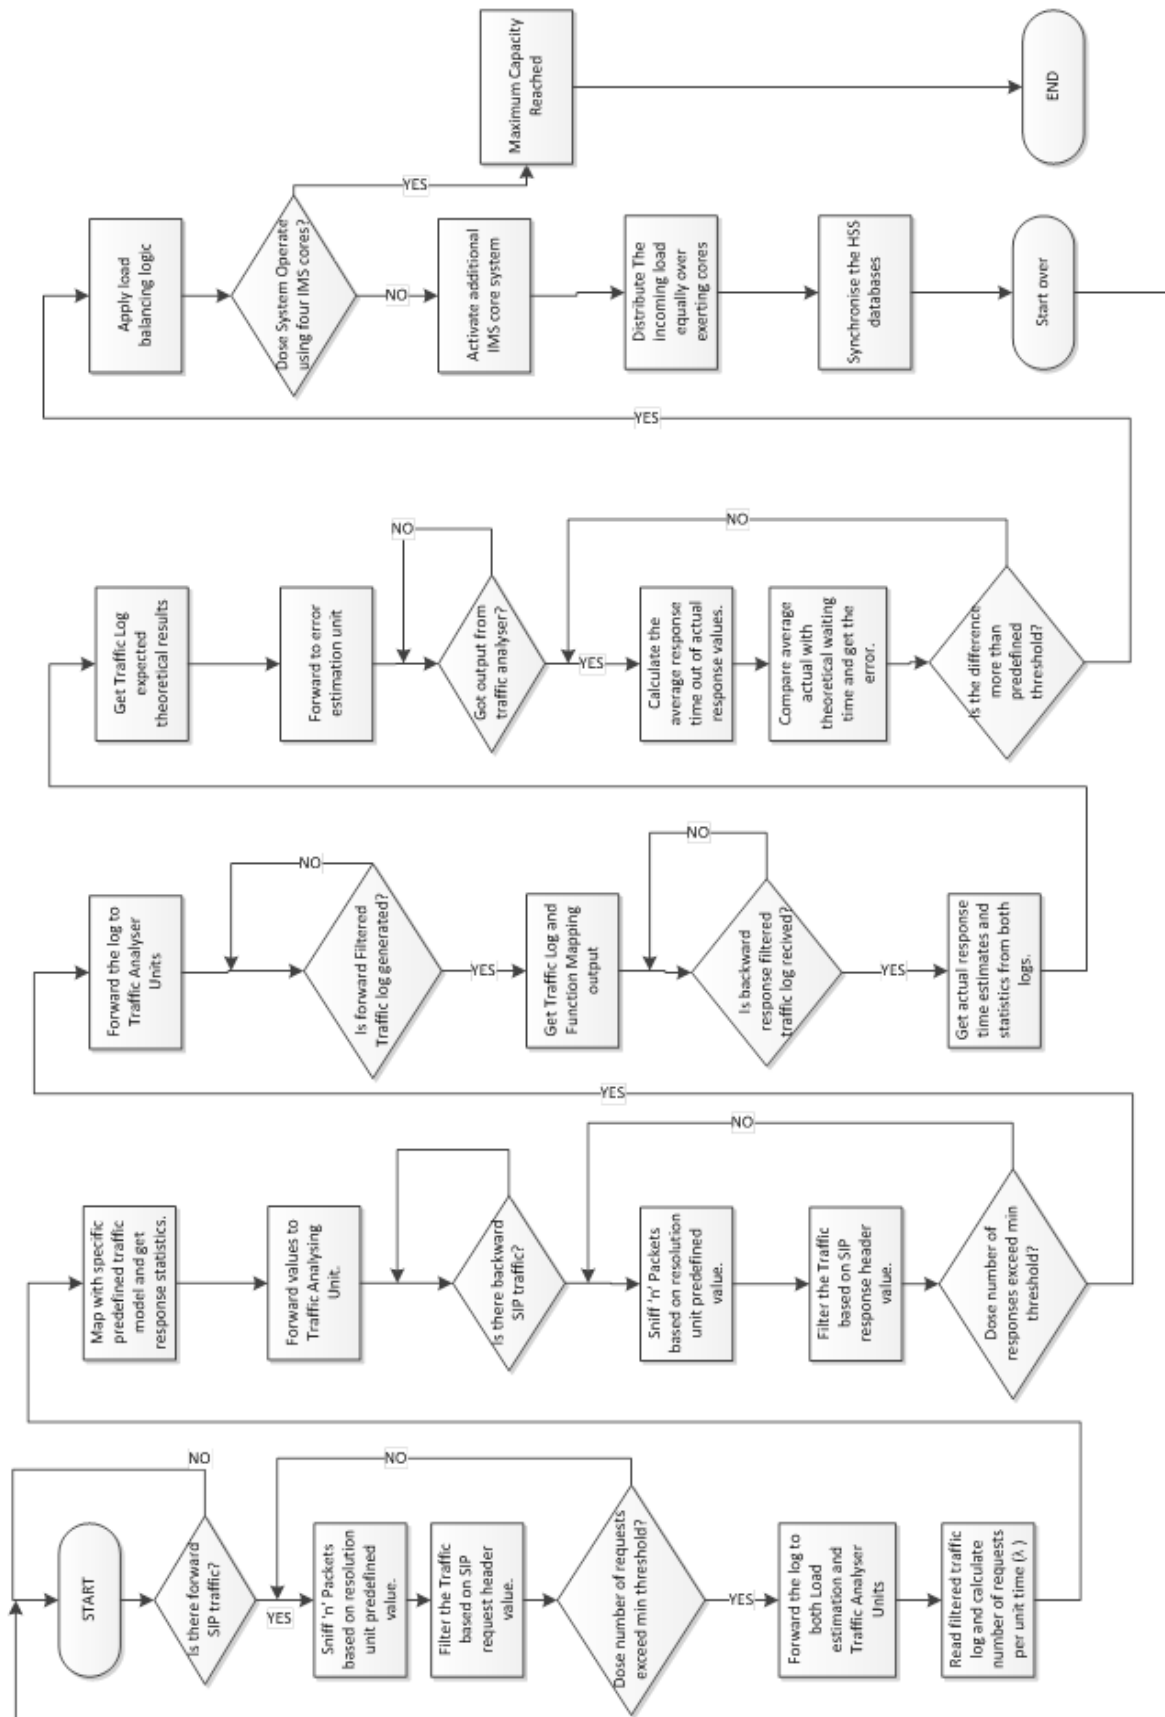 START
Is there forward
SIP traffic?
NO
YES
Sniff 'n' Packets
based on resolution
unit predefined
value.
Filter the Traffic
based on SIP
request header
value.
Dose number of requests
exceed min threshold?
NO
YES
Forward the log to
both Load
estimation and
Traffic Analyser
Units
Read filtered traffic
log and calculate
number of requests
per unit time (λ )
Map with specific
predefined traffic
model and get
response statistics.
Forward values to
Traffic Analysing
Unit.
Is there backward
SIP traffic?
Sniff 'n' Packets
based on resolution
unit predefined
value.
Filter the Traffic
based on SIP
response header
value.
Dose number of
responses exceed min
threshold?
NO
YES
Forward the log to
Traffic Analyser
Units
Is forward Filtered
Traffic log generated?
NO
YES
Get Traffic Log and
Function Mapping
output
Is backward
response filtered
traffic log recived?
NO
YES
Get actual response
time estimates and
statistics from both
logs.
Get Traffic Log
expected
theoretical results
Forward to error
estimation unit
Got output from
traffic analyser?
NO
YES
Calculate the
average response
time out of actual
response values.
Compare average
actual with
theoretical waiting
time and get the
error.
Is the difference
more than
predefined
threshold?
NO
YES
Apply load
balancing logic
Dose System Operate
using four IMS cores?
YES
NO
Maximum Capacity
Reached
END
Activate additional
IMS core system
Distribute The
incoming load
equally over
exerting cores
Synchronise the HSS
databases
Start over